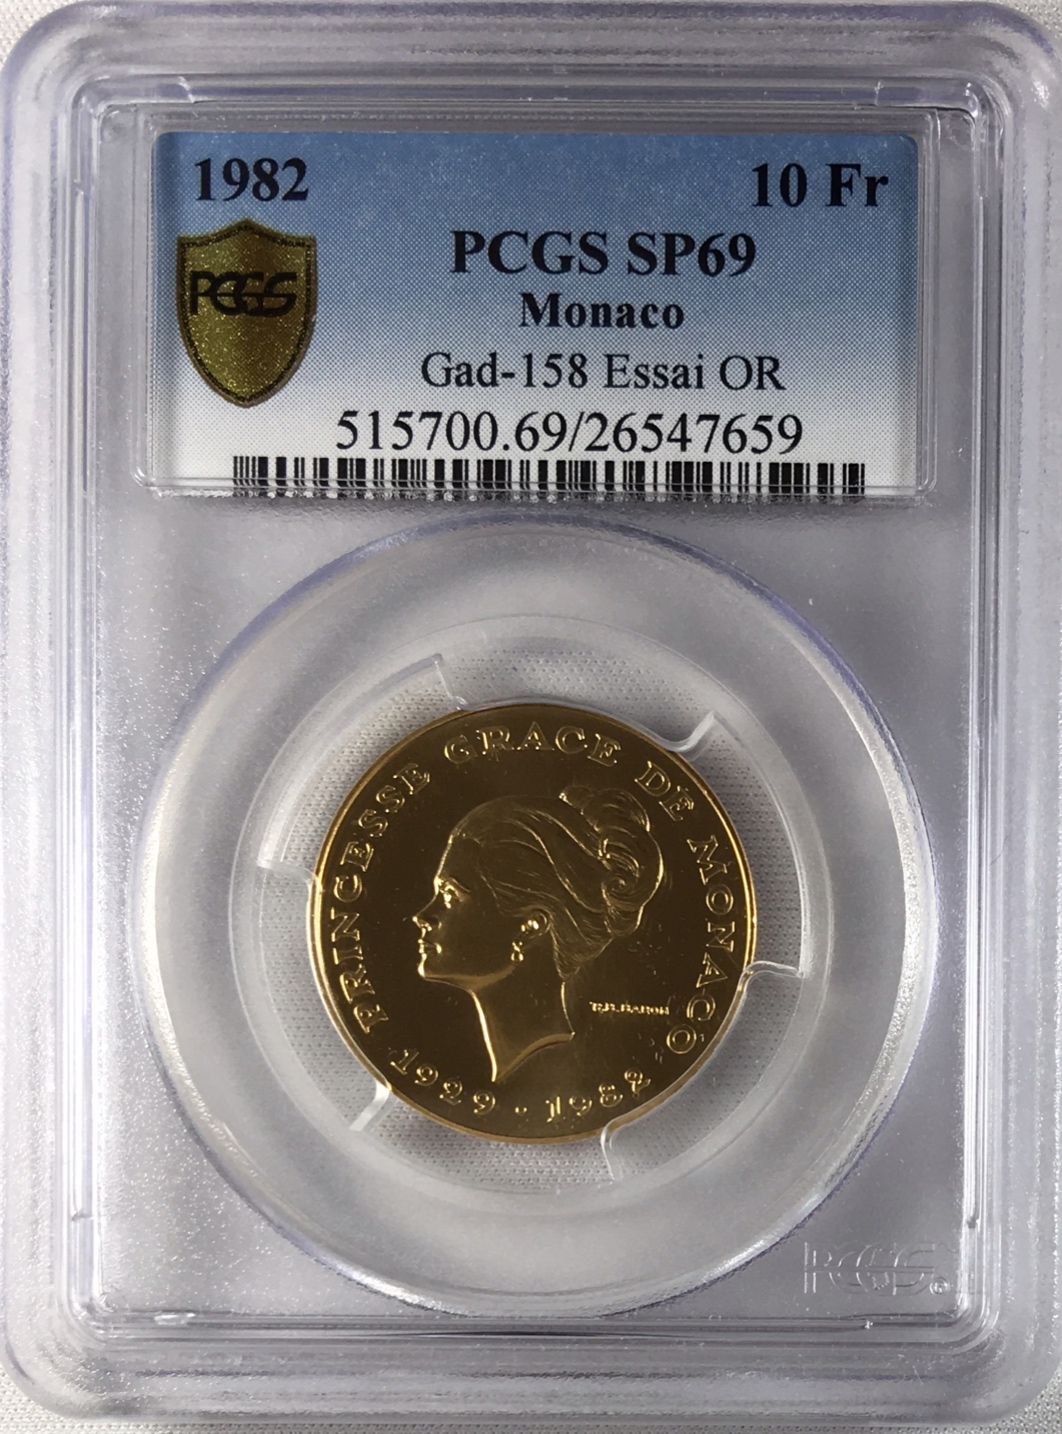 1982
10 Fr
PCGS
PCGS SP69
Monaco
Gad-158 Essai OR
515700.69/26547659
PRINCESSE GRACE DE MONACO
R.B.BARON
1929 · 1982
PCGS®